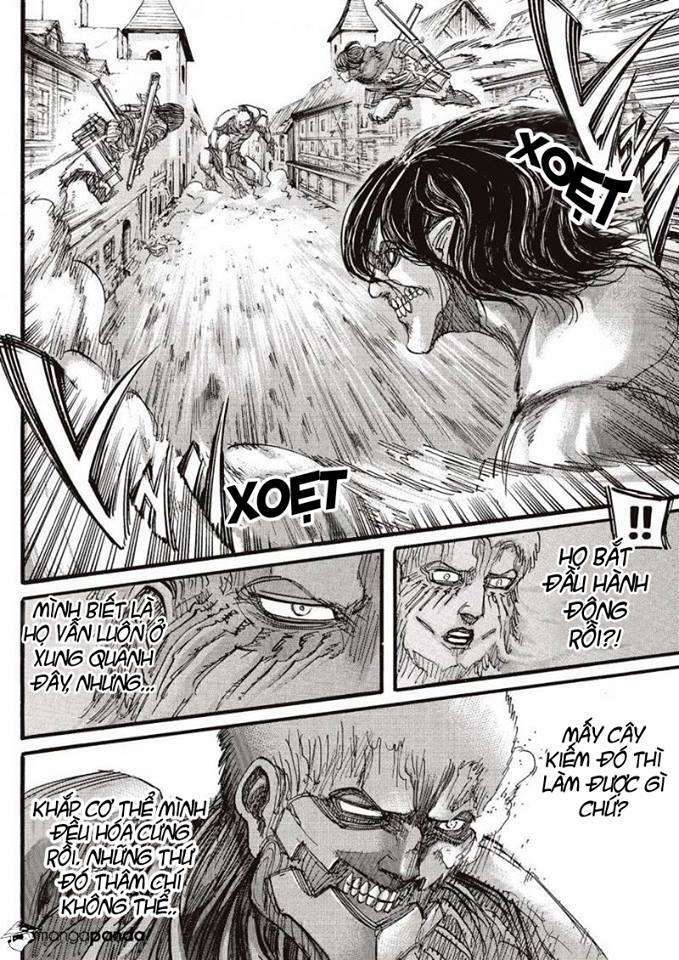 XOẸT
XOẸT
!!
HỌ BẮT
ĐẦU HÀNH
ĐỘNG
RỒI?!
MÌNH BIẾT LÀ
HỌ VẪN LUÔN Ở
XUNG QUANH
ĐÂY, NHƯNG...
MẤY CÂY
KIẾM ĐÓ THÌ
LÀM ĐƯỢC GÌ
CHỨ?
KHẮP CƠ THỂ MÌNH
ĐỀU HÓA CỨNG
RỒI. NHỮNG THỨ
ĐÓ THẬM CHÍ
KHÔNG THỂ..
mangapanda